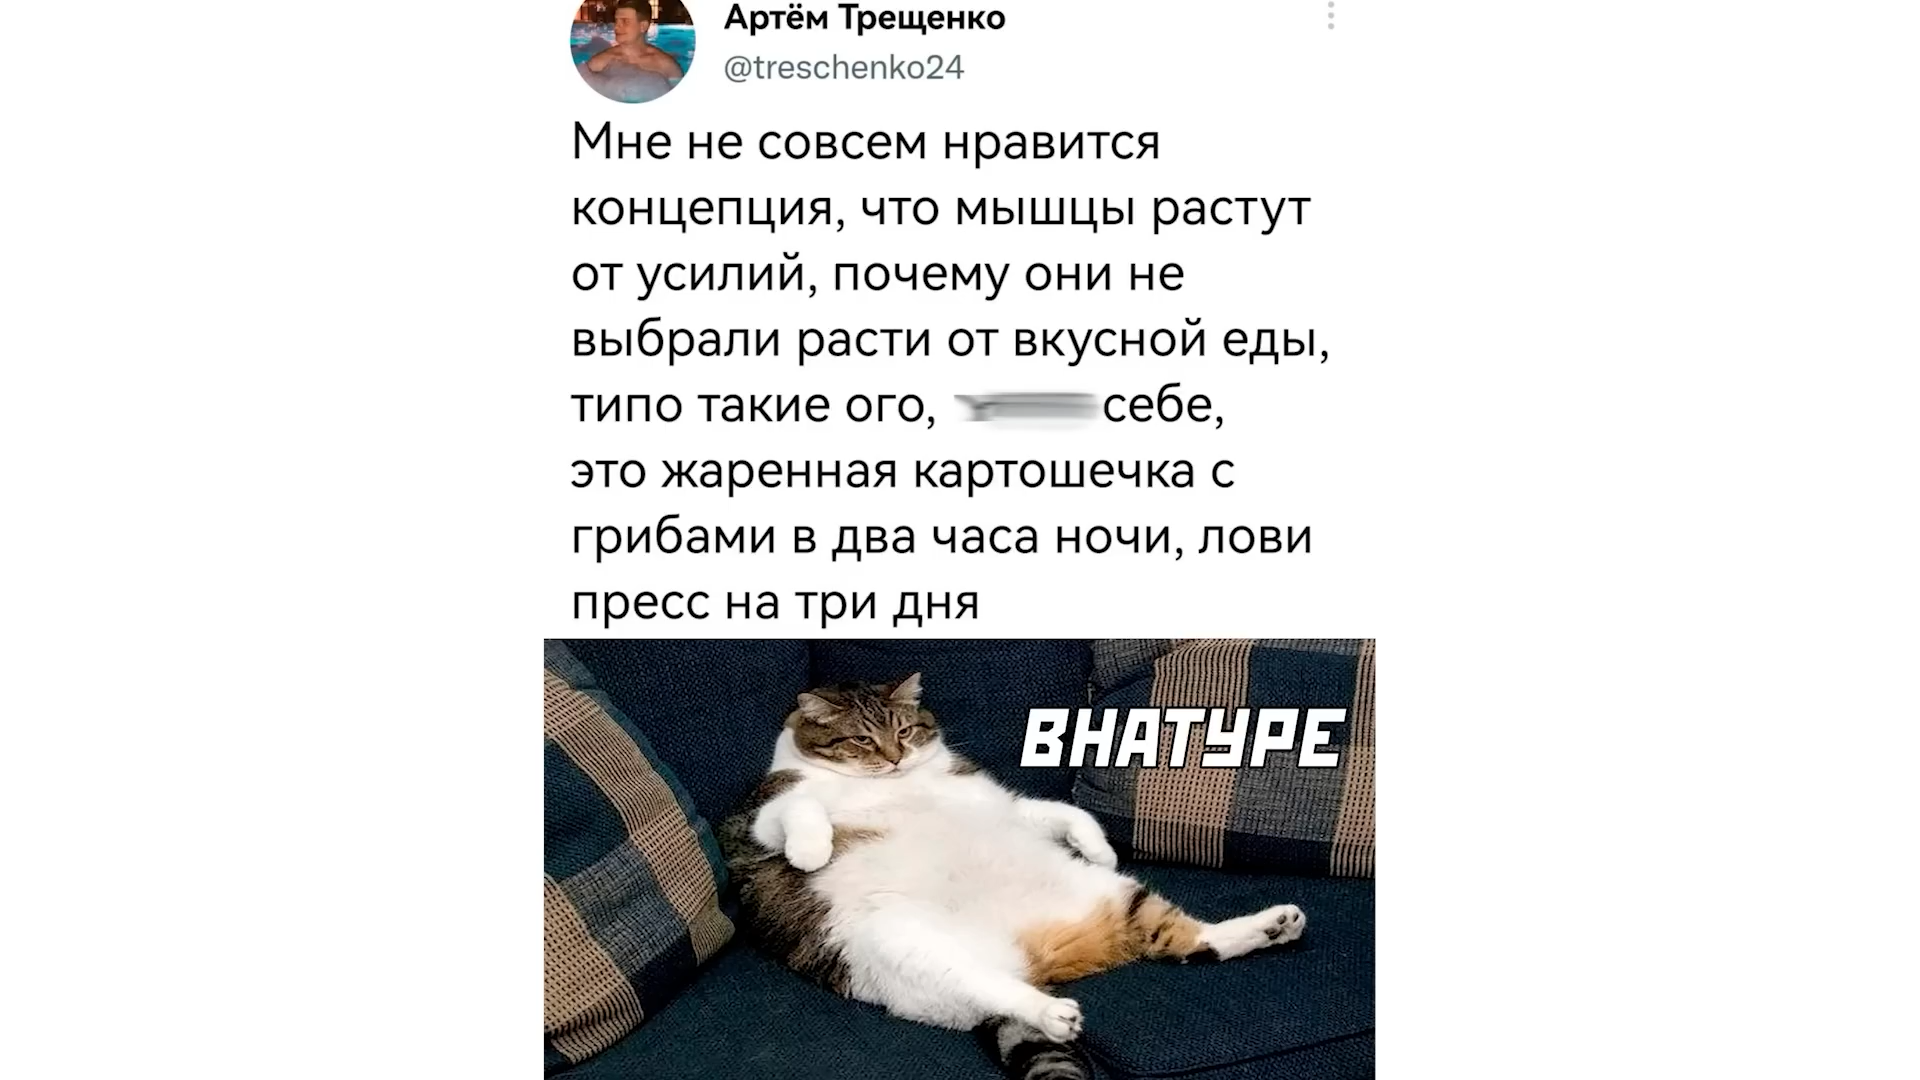 Артём Трещенко
@treschenko24
Мне не совсем нравится
концепция, что мышцы растут
от усилий, почему они не
выбрали расти от вкусной еды,
типо такие ого, себе,
это жаренная картошечка с
грибами в два часа ночи, лови
пресс на три дня
ВНАТУРЕ